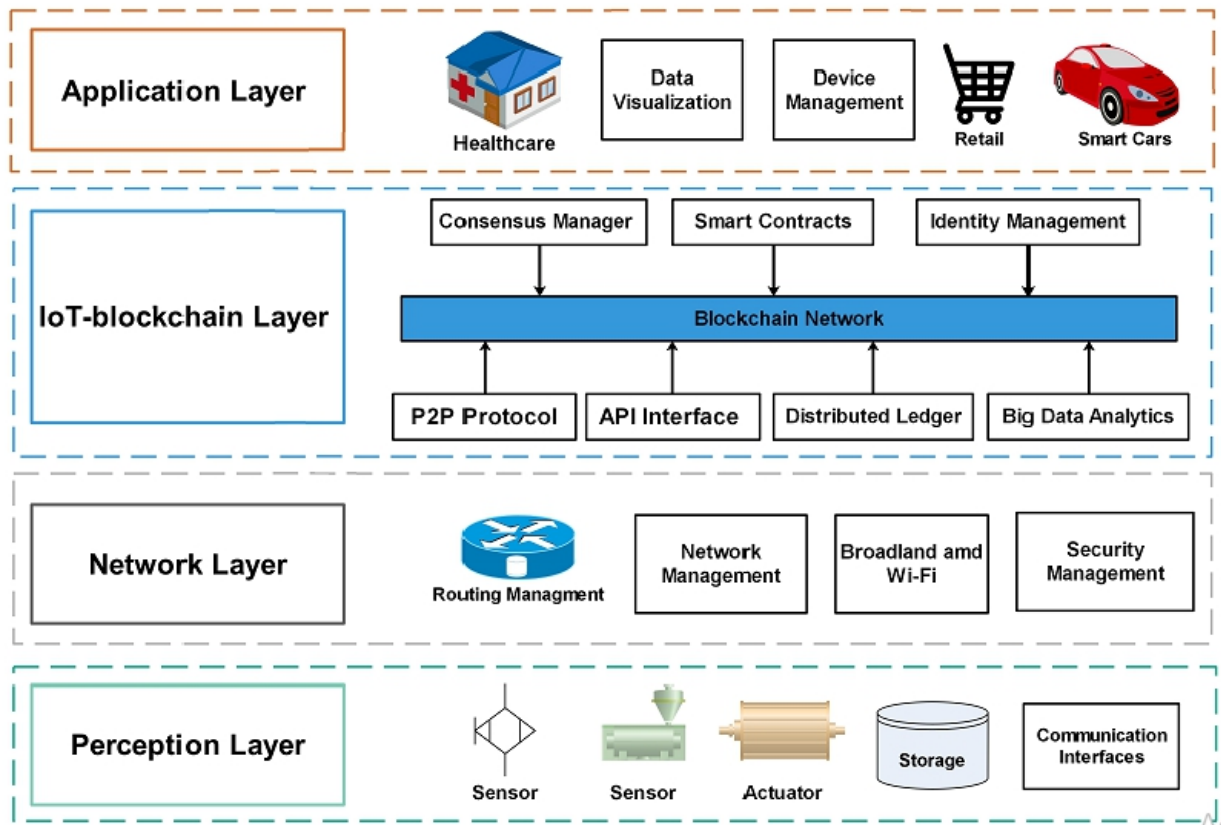 Application Layer
Healthcare
Data
Visualization
Device
Management
Retail
Smart Cars
IoT-blockchain Layer
Consensus Manager
Smart Contracts
Identity Management
Blockchain Network
P2P Protocol
API Interface
Distributed Ledger
Big Data Analytics
Network Layer
Routing Managment
Network
Management
Broadland amd
Wi-Fi
Security
Management
Perception Layer
Sensor
Sensor
Actuator
Storage
Communication
Interfaces